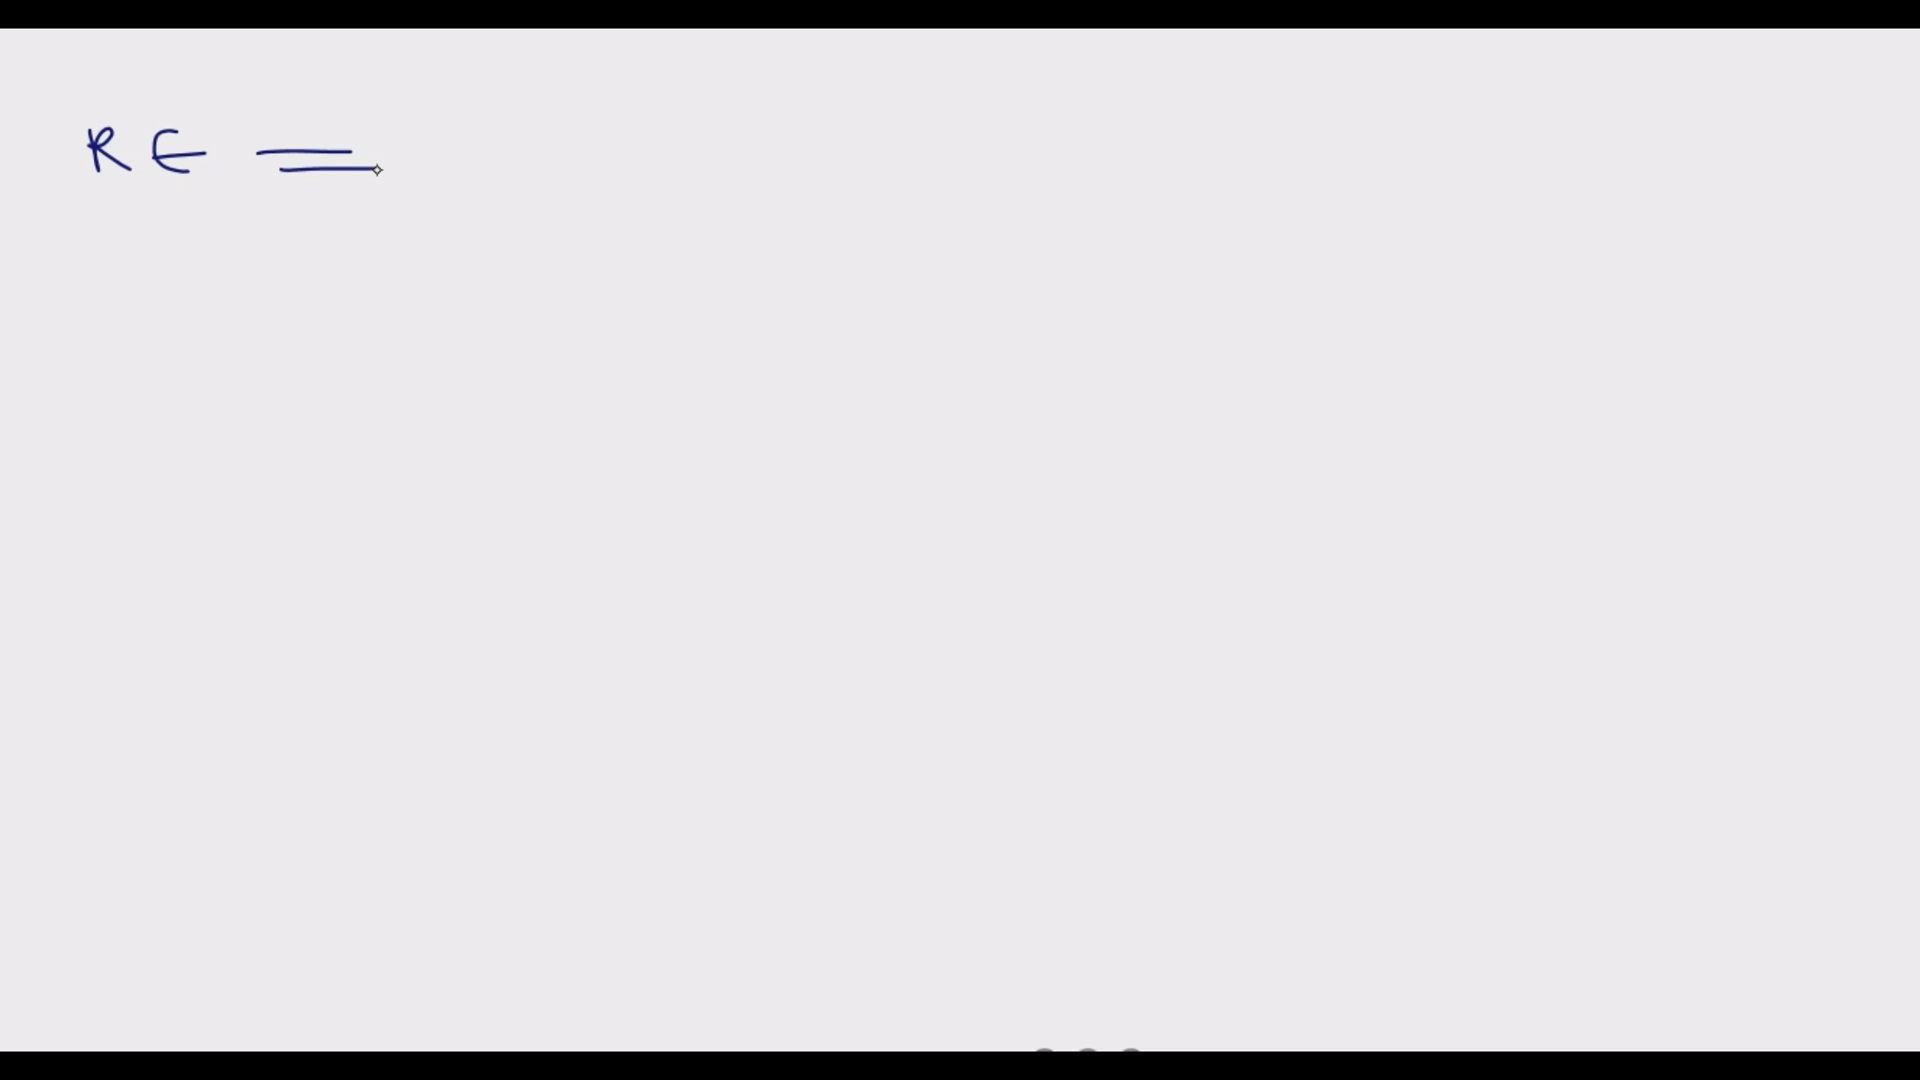 RE =